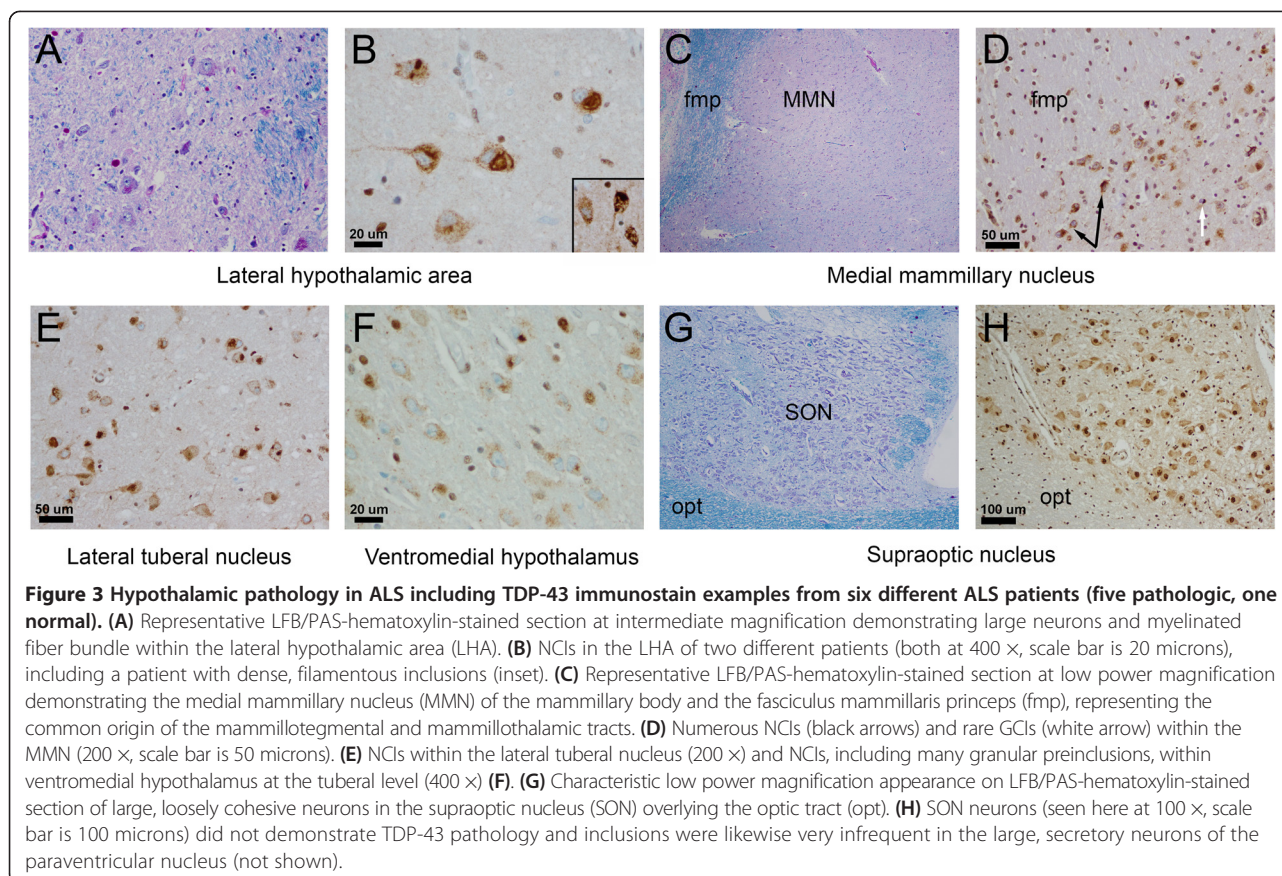 A
B
20 um
C
fmp
MMN
D
fmp
50 um
Lateral hypothalamic area
Medial mammillary nucleus
E
50 um
F
20 um
G
SON
opt
H
opt
100 um
Lateral tuberal nucleus
Ventromedial hypothalamus
Supraoptic nucleus
Figure 3 Hypothalamic pathology in ALS including TDP-43 immunostain examples from six different ALS patients (five pathologic, one
normal). (A) Representative LFB/PAS-hematoxylin-stained section at intermediate magnification demonstrating large neurons and myelinated
fiber bundle within the lateral hypothalamic area (LHA). (B) NCIs in the LHA of two different patients (both at 400 ×, scale bar is 20 microns),
including a patient with dense, filamentous inclusions (inset). (C) Representative LFB/PAS-hematoxylin-stained section at low power magnification
demonstrating the medial mammillary nucleus (MMN) of the mammillary body and the fasciculus mammillaris princeps (fmp), representing the
common origin of the mammillotegmental and mammillothalamic tracts. (D) Numerous NCIs (black arrows) and rare GCIs (white arrow) within the
MMN (200 ×, scale bar is 50 microns). (E) NCIs within the lateral tuberal nucleus (200 ×) and NCIs, including many granular preinclusions, within
ventromedial hypothalamus at the tuberal level (400 ×) (F). (G) Characteristic low power magnification appearance on LFB/PAS-hematoxylin-stained
section of large, loosely cohesive neurons in the supraoptic nucleus (SON) overlying the optic tract (opt). (H) SON neurons (seen here at 100 ×, scale
bar is 100 microns) did not demonstrate TDP-43 pathology and inclusions were likewise very infrequent in the large, secretory neurons of the
paraventricular nucleus (not shown).